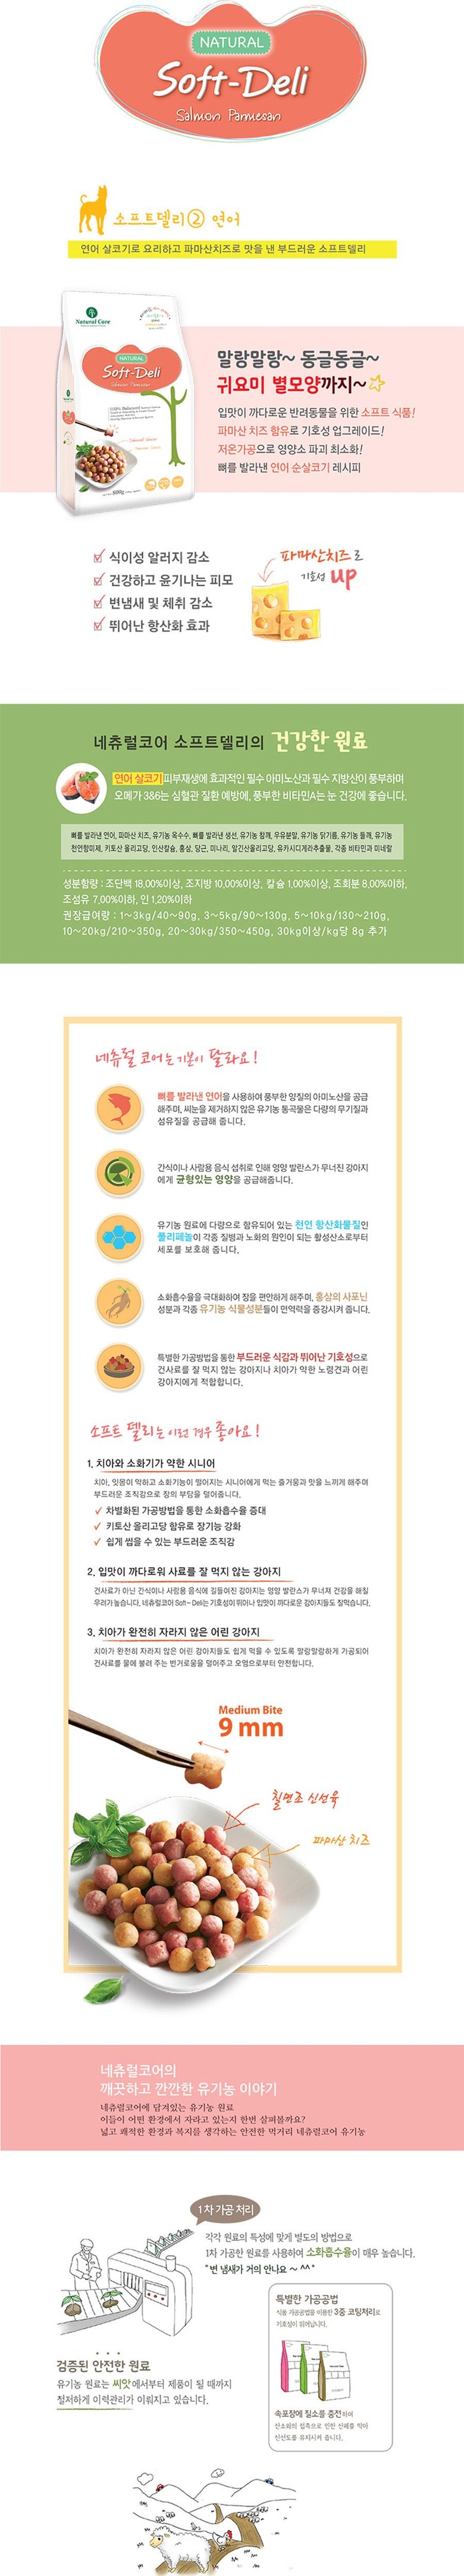 NATURAL
Soft-Deli
Salmon Parmesan
소프트델리② 연어
연어 살코기로 요리하고 파마산치즈로 맛을 낸 부드러운 소프트델리
Natural Core
NATURAL
Soft-Deli
Salmon Parmesan
800g
말랑말랑~ 동글동글~
귀요미 별모양까지~
입맛이 까다로운 반려동물을 위한 소프트 식품!
파마산 치즈 함유로 기호성 업그레이드!
저온가공으로 영양소 파괴 최소화!
뼈를 발라낸 연어 순살코기 레시피
식이성 알러지 감소
건강하고 윤기나는 피모
변냄새 및 체취 감소
뛰어난 항산화 효과
파마산치즈로
기호성 up
네츄럴코어 소프트델리의 건강한 원료
연어 살코기 피부재생에 효과적인 필수 아미노산과 필수 지방산이 풍부하며
오메가 3&6는 심혈관 질환 예방에, 풍부한 비타민A는 눈 건강에 좋습니다.
뼈를 발라낸 연어, 파마산 치즈, 유기농 옥수수, 뼈를 발라낸 생선, 유기농 참깨, 우유분말, 유기농 닭기름, 유기농 들깨, 유기농
천연향미제, 키토산 올리고당, 인산칼슘, 홍삼, 당근, 미나리, 알긴산올리고당, 유카시디게라추출물, 각종 비타민과 미네랄
성분함량 : 조단백 18.00%이상, 조지방 10.00%이상, 칼슘 1.00%이상, 조회분 8.00%이하,
조섬유 7.00%이하, 인 1.20%이하
권장급여량 : 1~3kg/40~90g, 3~5kg/90~130g, 5~10kg/130~210g,
10~20kg/210~350g, 20~30kg/350~450g, 30kg이상/kg당 8g 추가
네츄럴 코어는 기본이 달라요!
뼈를 발라낸 연어을 사용하여 풍부한 양질의 아미노산을 공급
해주며, 씨눈을 제거하지 않은 유기농 통곡물은 다량의 무기질과
섬유질을 공급해 줍니다.
간식이나 사람용 음식 섭취로 인해 영양 발란스가 무너진 강아지
에게 균형있는 영양을 공급해줍니다.
유기농 원료에 다량으로 함유되어 있는 천연 항산화물질인
폴리페놀이 각종 질병과 노화의 원인이 되는 활성산소로부터
세포를 보호해 줍니다.
소화흡수율을 극대화하여 장을 편안하게 해주며, 홍삼의 사포닌
성분과 각종 유기농 식물성분들이 면역력을 증강시켜 줍니다.
특별한 가공방법을 통한 부드러운 식감과 뛰어난 기호성으로
건사료를 잘 먹지 않는 강아지나 치아가 약한 노령견과 어린
강아지에게 적합합니다.
소프트 델리는 이런 경우 좋아요!
1. 치아와 소화기가 약한 시니어
치아, 잇몸이 약하고 소화기능이 떨어지는 시니어에게 먹는 즐거움과 맛을 느끼게 해주며
부드러운 조직감으로 장의 부담을 덜어줍니다.
차별화된 가공방법을 통한 소화흡수율 증대
키토산 올리고당 함유로 장기능 강화
쉽게 씹을 수 있는 부드러운 조직감
2. 입맛이 까다로워 사료를 잘 먹지 않는 강아지
건사료가 아닌 간식이나 사람용 음식에 길들여진 강아지는 영양 발란스가 무너져 건강을 해칠
우려가 높습니다. 네츄럴코어 Soft-Deli는 기호성이 뛰어나 입맛이 까다로운 강아지들도 잘먹습니다.
3. 치아가 완전히 자라지 않은 어린 강아지
치아가 완전히 자라지 않은 어린 강아지들도 쉽게 먹을 수 있도록 말랑말랑하게 가공되어
건사료를 물에 불려 주는 번거로움을 덜어주고 오염으로부터 안전합니다.
Medium Bite
9 mm
칠면조 신선육
파마산 치즈
네츄럴코어의
깨끗하고 깐깐한 유기농 이야기
네츄럴코어에 담겨있는 유기농 원료
이들이 어떤 환경에서 자라고 있는지 한번 살펴볼까요?
넓고 쾌적한 환경과 복지를 생각하는 안전한 먹거리 네츄럴코어 유기농
1차 가공 처리
각각 원료의 특성에 맞게 별도의 방법으로
1차 가공한 원료를 사용하여 소화흡수율이 매우 높습니다.
"변 냄새가 거의 안나요 ~ ^^"
특별한 가공공법
식품 가공공법을 이용한 3중 코팅처리로
기호성이 뛰어납니다.
속포장에 질소를 충전하여
산소와의 접촉으로 인한 산패를 막아
신선도를 유지시켜 줍니다.
검증된 안전한 원료
유기농 원료는 씨앗에서부터 제품이 될 때까지
철저하게 이력관리가 이뤄지고 있습니다.